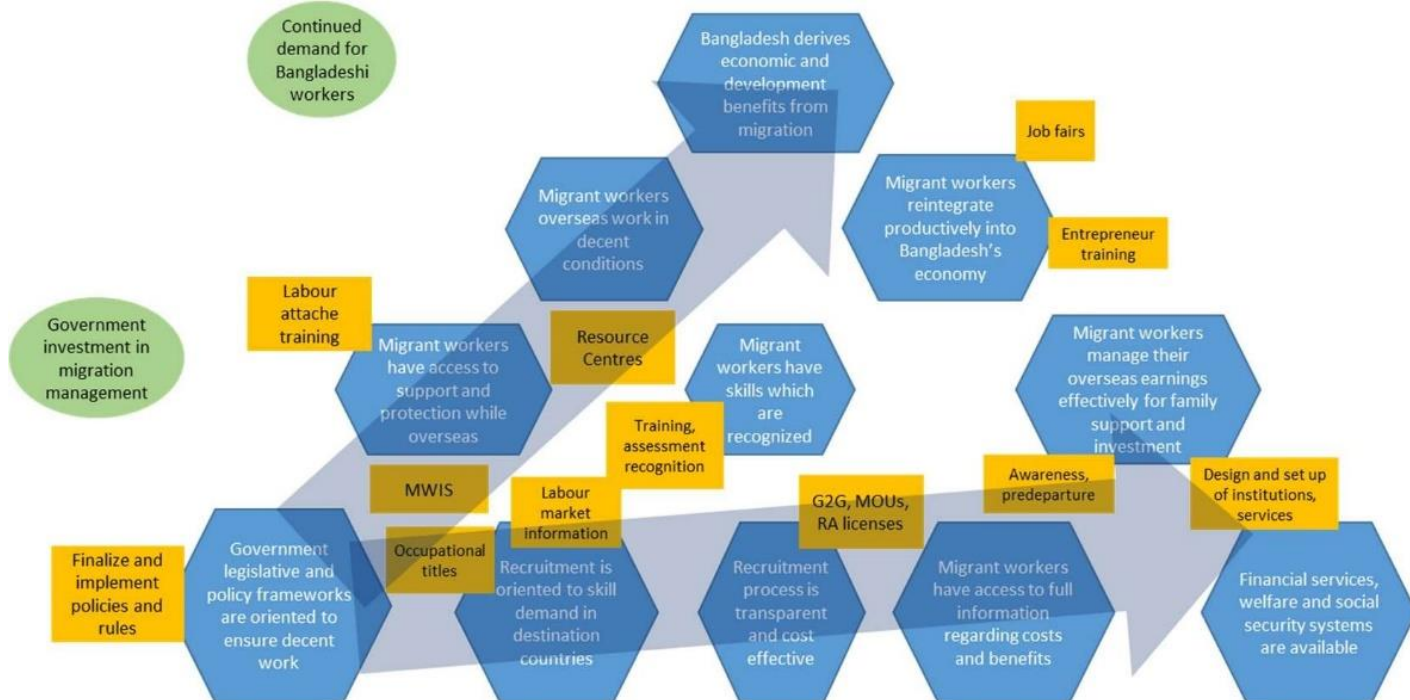 Continued
demand for
Bangladeshi
workers
Bangladesh derives
economic and
development
benefits from
migration
Job fairs
Migrant workers
overseas work in
decent
conditions
Migrant workers
reintegrate
productively into
Bangladesh's
economy
Entrepreneur
training
Labour
attache
training
Government
investment in
migration
management
Migrant workers
have access to
support and
protection while
overseas
Resource
Centres
Migrant
workers have
skills which
are
recognized
Migrant workers
manage their
overseas earnings
effectively for family
support and
investment
Training,
assessment
recognition
MWIS
Labour
market
information
G2G, MOUs,
RA licenses
Awareness,
predeparture
Design and set up
of institutions,
services
Finalize and
implement
policies and
rules
Government
legislative and
policy frameworks
are oriented to
ensure decent
work
Occupational
titles
Recruitment is
oriented to skill
demand in
destination
countries
Recruitment
process is
transparent
and cost
effective
Migrant workers
have access to full
information
regarding costs
and benefits
Financial services,
welfare and social
security systems
are available